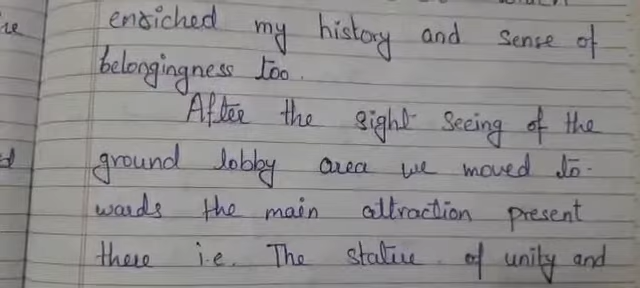 enriched my history and sense of
belongingness too.
After the sight seeing of the
ground lobby area we moved to-
wards the main attraction present
there i.e. The statue of unity and